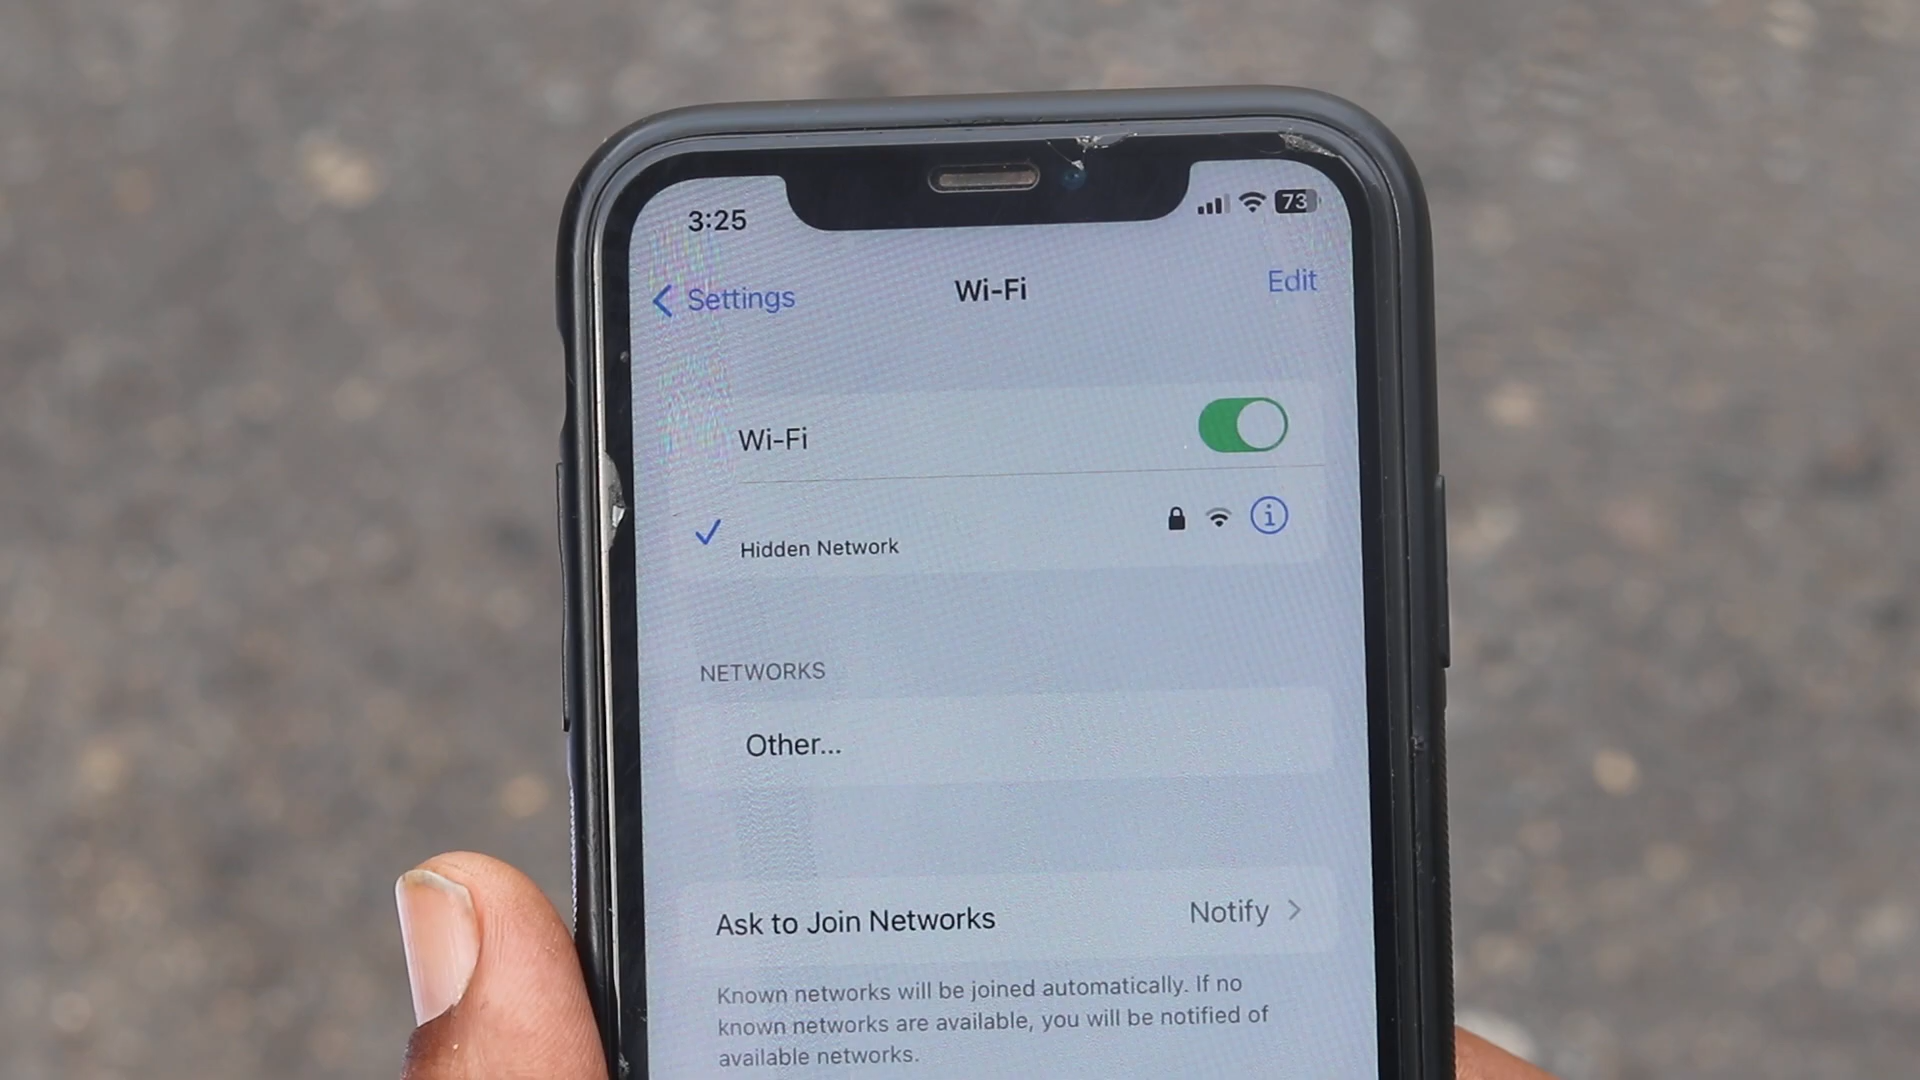 3:25
73
Settings
Wi-Fi
Edit
Wi-Fi
Hidden Network
NETWORKS
Other...
Ask to Join Networks
Notify
Known networks will be joined automatically. If no
known networks are available, you will be notified of
available networks.